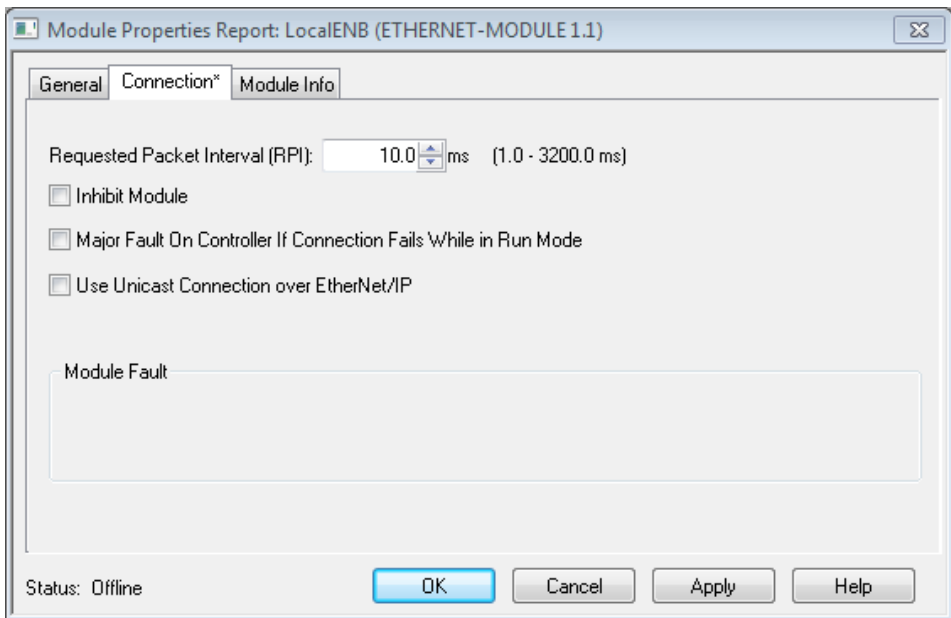 Module Properties Report: LocalENB (ETHERNET-MODULE 1.1)
General Connection* Module Info
Requested Packet Interval (RPI): 10.0 ms (1.0 - 3200.0 ms)
Inhibit Module
Major Fault On Controller If Connection Fails While in Run Mode
Use Unicast Connection over EtherNet/IP
Module Fault
Status: Offline OK Cancel Apply Help